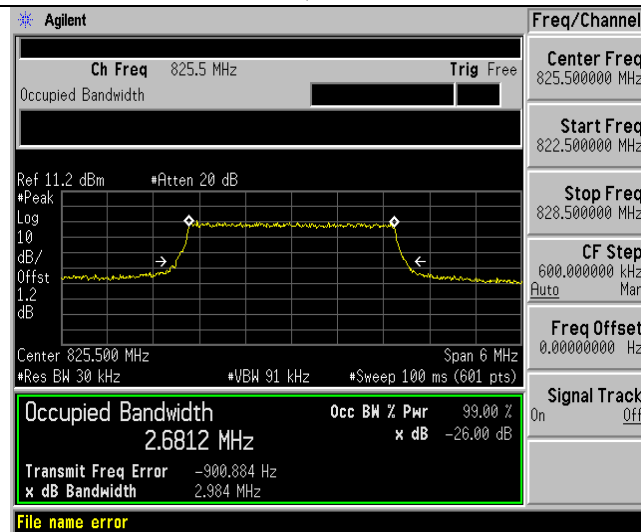 Agilent
Freq/Channel
Ch Freq 825.5 MHz Trig Free
Occupied Bandwidth
Center Freq
825.500000 MHz
Start Freq
822.500000 MHz
Stop Freq
828.500000 MHz
CF Step
600.000000 kHz
Auto Man
Freq Offset
0.00000000 Hz
Signal Track
On Off
Ref 11.2 dBm #Atten 20 dB
#Peak
Log
10
dB/
Offst
1.2
dB
Center 825.500 MHz Span 6 MHz
#Res BW 30 kHz #VBW 91 kHz #Sweep 100 ms (601 pts)
Occupied Bandwidth Occ BW % Pwr 99.00 %
2.6812 MHz x dB -26.00 dB
Transmit Freq Error -900.884 Hz
x dB Bandwidth 2.984 MHz
File name error